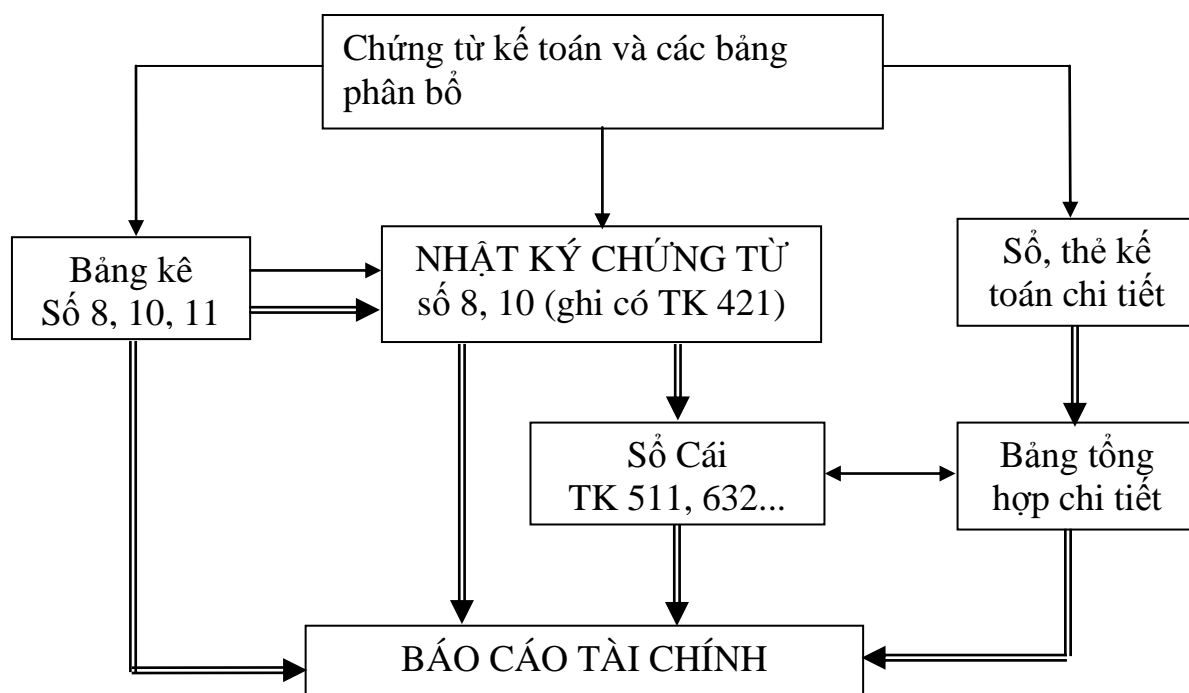 Chứng từ kế toán và các bảng
phân bổ
Bảng kê
Số 8, 10, 11
NHẬT KÝ CHỨNG TỪ
số 8, 10 (ghi có TK 421)
Sổ, thẻ kế
toán chi tiết
Sổ Cái
TK 511, 632...
Bảng tổng
hợp chi tiết
BÁO CÁO TÀI CHÍNH